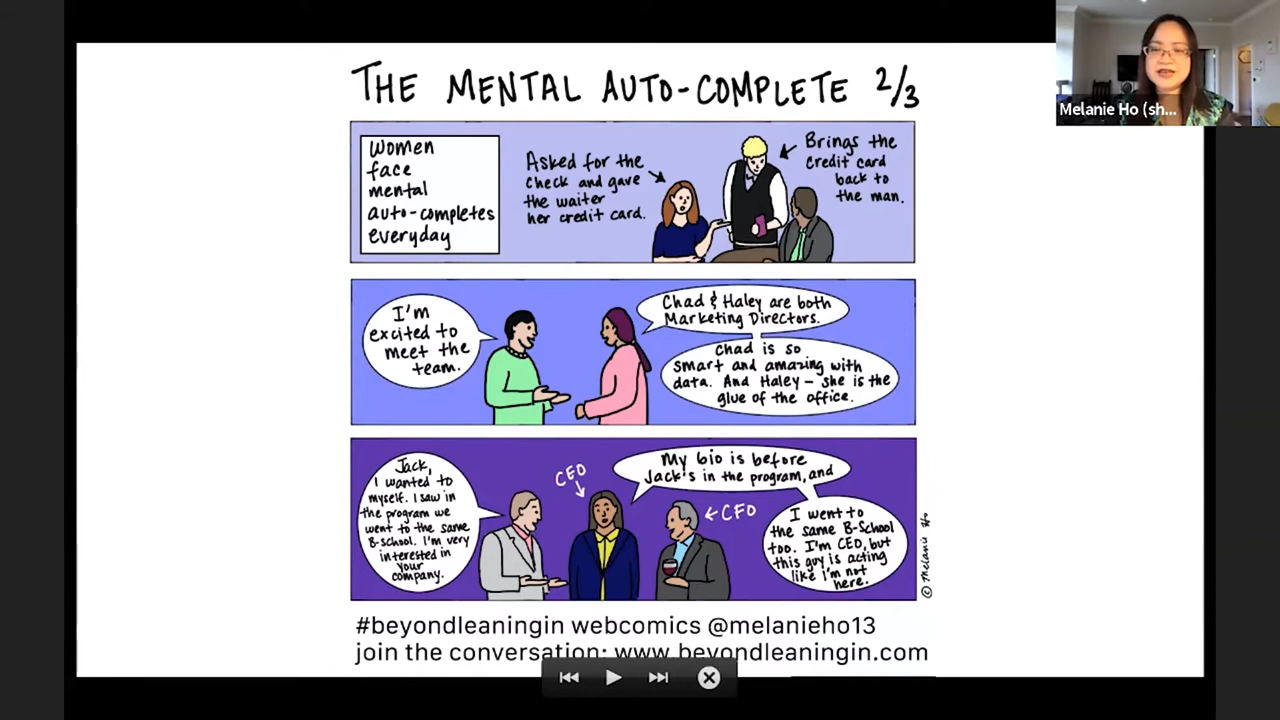 THE MENTAL AUTO-COMPLETE 2/3
Melanie Ho (sh...
women
face
mental
auto-completes
everyday
Asked for the
check and gave
the waiter
her credit card.
Brings the
credit card
back to
the man.
I'm
excited to
meet the
team.
Chad & Haley are both
Marketing Directors.
Chad is so
smart and amazing with
data. And Haley - she is the
glue of the office.
Jack,
I wanted to
myself. I saw in
the program we
went to the same
B-school. I'm very
interested in
your
company.
CEO
My bio is before
Jack's in the program, and
CFO
I went to
the same B-School
too. I'm CEO, but
this guy is acting
like I'm not
here.
© Melanie Ho
#beyondleaningin webcomics @melanieho13
join the conversation: www.beyondleaningin.com